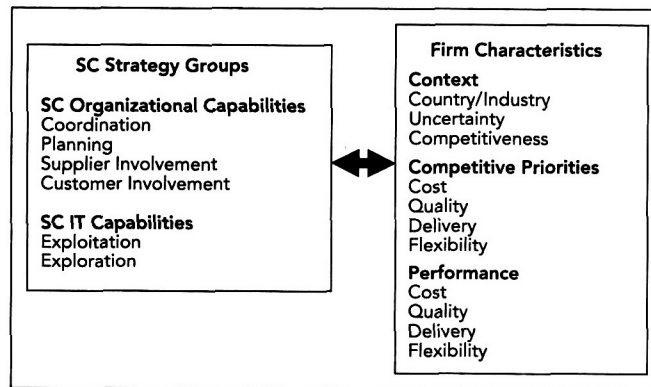 SC Strategy Groups
SC Organizational Capabilities
Coordination
Planning
Supplier Involvement
Customer Involvement
SC IT Capabilities
Exploitation
Exploration
Firm Characteristics
Context
Country/Industry
Uncertainty
Competitiveness
Competitive Priorities
Cost
Quality
Delivery
Flexibility
Performance
Cost
Quality
Delivery
Flexibility